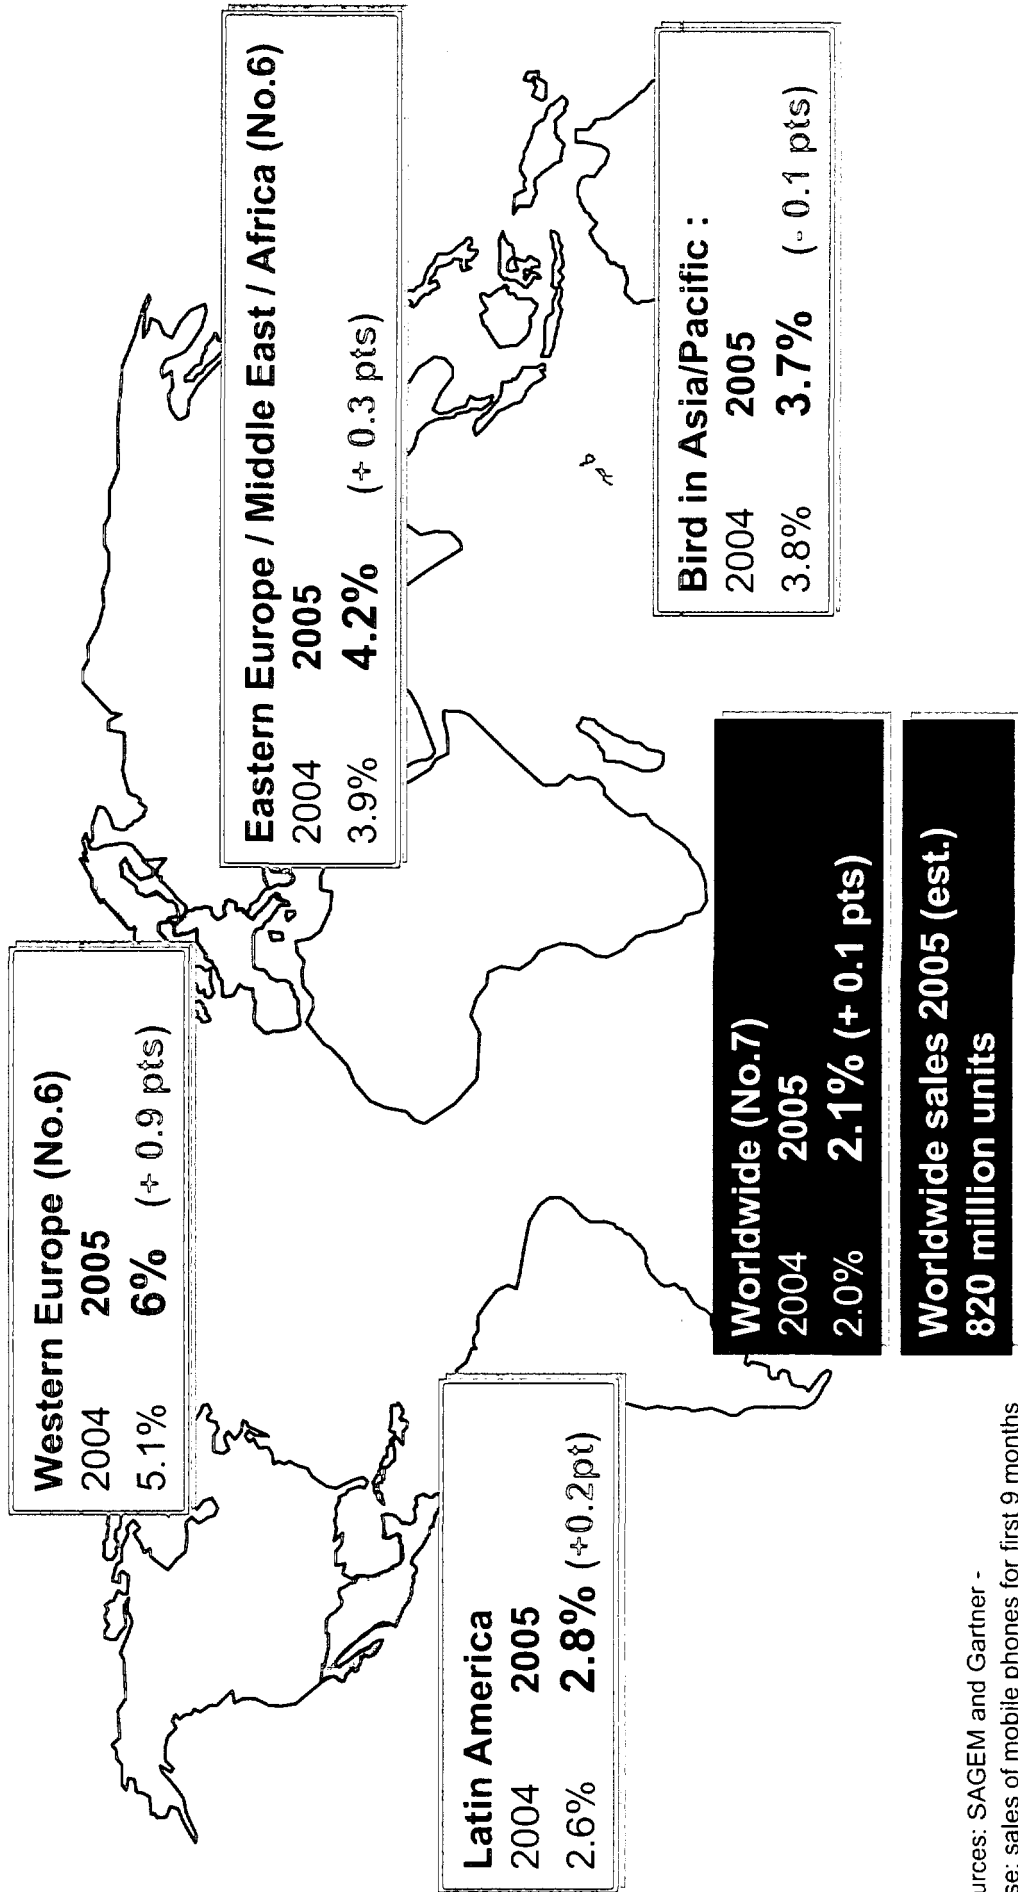 Western Europe (No.6)
2004 2005
5.1% 6% (+ 0.9 pts)
Eastern Europe / Middle East / Africa (No.6)
2004 2005
3.9% 4.2% (+ 0.3 pts)
Latin America
2004 2005
2.6% 2.8% (+0.2pt)
Bird in Asia/Pacific :
2004 2005
3.8% 3.7% (- 0.1 pts)
Worldwide (No.7)
2004 2005
2.0% 2.1% (+ 0.1 pts)
Worldwide sales 2005 (est.)
820 million units
urces: SAGEM and Gartner -
se: sales of mobile phones for first 9 months